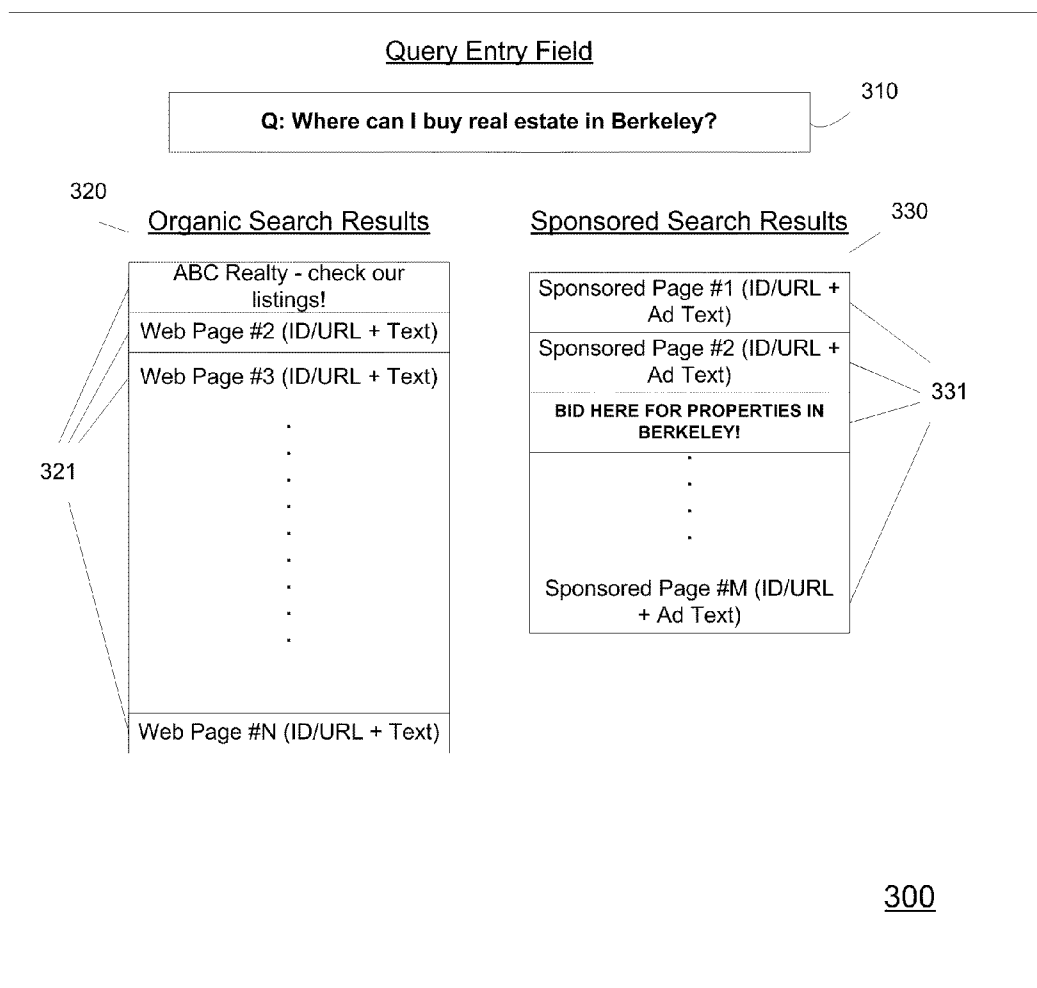 Query Entry Field
310
Q: Where can I buy real estate in Berkeley?
320
Organic Search Results
ABC Realty - check our
listings!
Web Page #2 (ID/URL + Text)
Web Page #3 (ID/URL + Text)
321
Web Page #N (ID/URL + Text)
330
Sponsored Search Results
Sponsored Page #1 (ID/URL +
Ad Text)
Sponsored Page #2 (ID/URL +
Ad Text)
BID HERE FOR PROPERTIES IN
BERKELEY!
331
Sponsored Page #M (ID/URL
+ Ad Text)
300